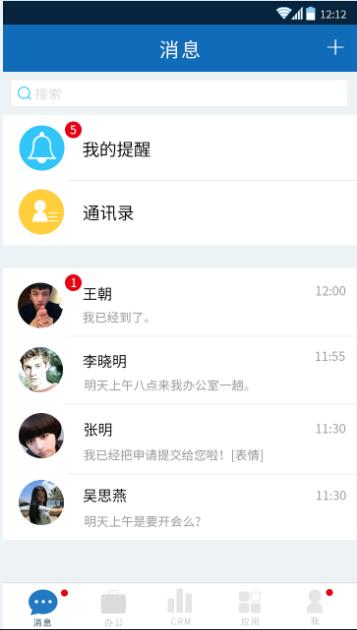 12:12
消息
搜索
5
我的提醒
通讯录
1
王朝
12:00
我已经到了。
李晓明
11:55
明天上午八点来我办公室一趟。
张明
11:30
我已经把申请提交给您啦！[表情]
吴思燕
11:30
明天上午是要开会么？
消息 办公 CRM 应用 我